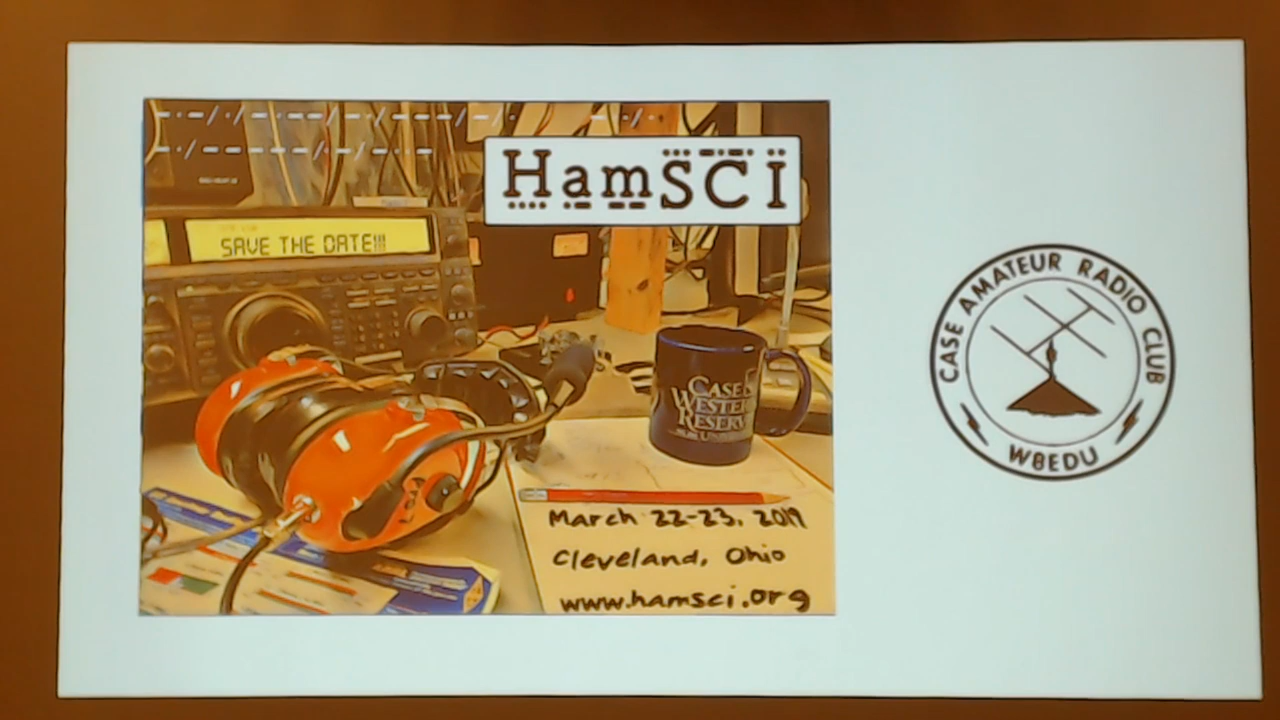 HamSCI
SAVE THE DATE!!!
CASE
WESTERN
RESERVE
March 22-23, 2019
Cleveland, Ohio
www.hamsci.org
CASE AMATEUR RADIO CLUB
W8EDU